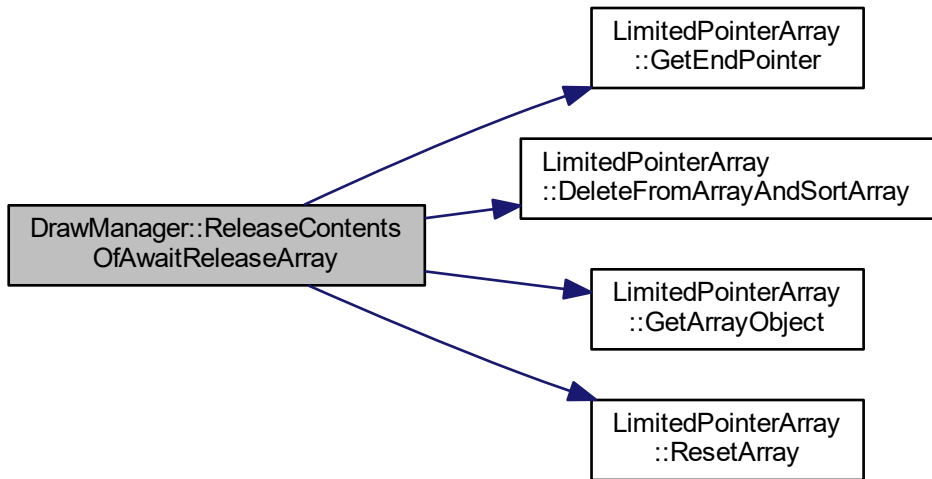 LimitedPointerArray
::GetEndPointer
LimitedPointerArray
::DeleteFromArrayAndSortArray
DrawManager::ReleaseContents
OfAwaitReleaseArray
LimitedPointerArray
::GetArrayObject
LimitedPointerArray
::ResetArray